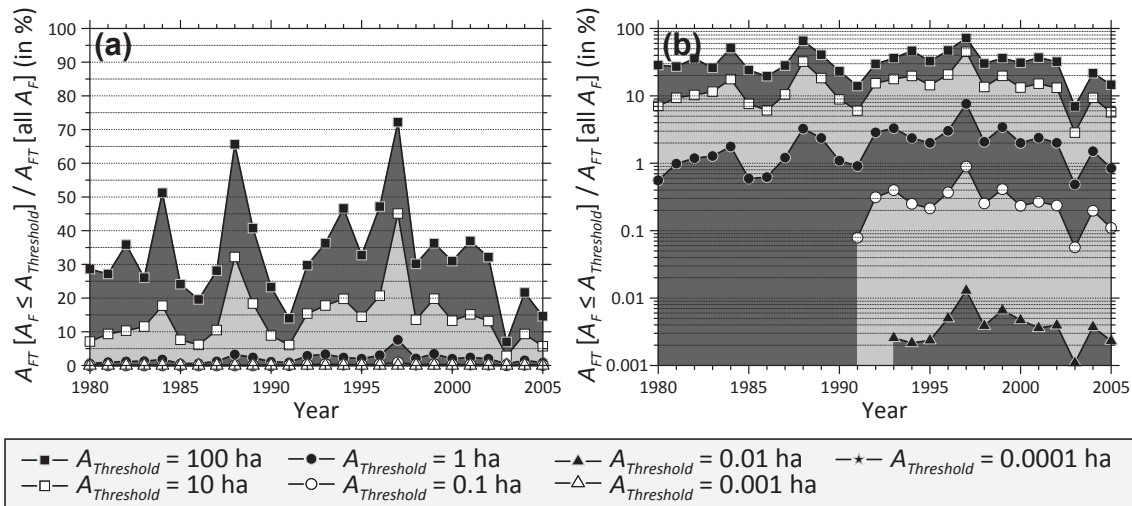 (a)
A_FT [A_F ≤ A_Threshold] / A_FT [all A_F] (in %)
100
90
80
70
60
50
40
30
20
10
0
1980 1985 1990 1995 2000 2005
Year
(b)
A_FT [A_F ≤ A_Threshold] / A_FT [all A_F] (in %)
100
10
1
0.1
0.01
0.001
1980 1985 1990 1995 2000 2005
Year
A_Threshold = 100 ha A_Threshold = 1 ha A_Threshold = 0.01 ha A_Threshold = 0.0001 ha
A_Threshold = 10 ha A_Threshold = 0.1 ha A_Threshold = 0.001 ha